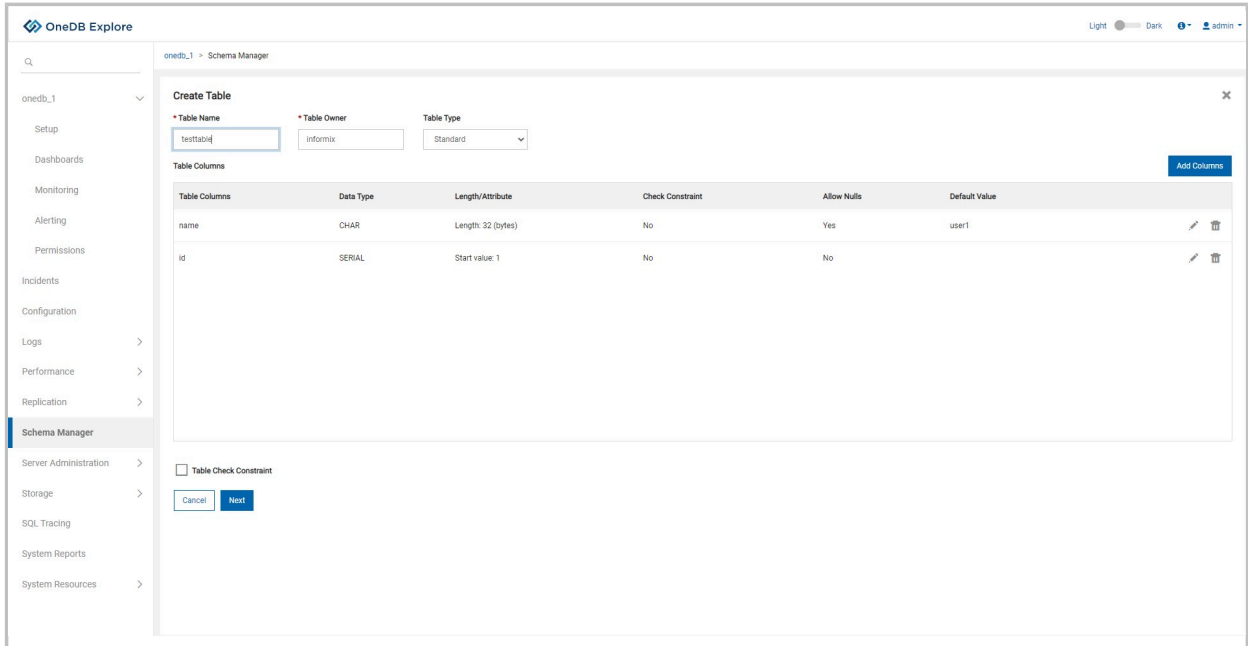 OneDB Explore
Light Dark admin
onedb_1 > Schema Manager
onedb_1
Setup
Dashboards
Monitoring
Alerting
Permissions
Incidents
Configuration
Logs
Performance
Replication
Schema Manager
Server Administration
Storage
SQL Tracing
System Reports
System Resources
Create Table
* Table Name * Table Owner Table Type
testtable informix Standard
Table Columns Add Columns
Table Columns Data Type Length/Attribute Check Constraint Allow Nulls Default Value
name CHAR Length: 32 (bytes) No Yes user1
id SERIAL Start value: 1 No No
Table Check Constraint
Cancel Next